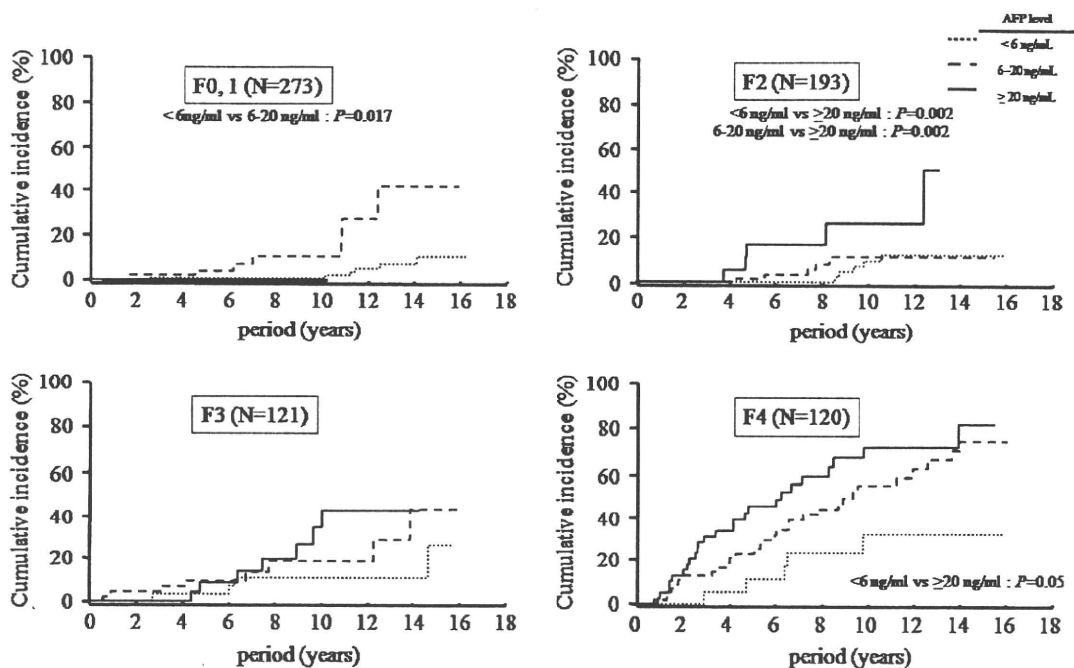 AFP level
<6 ng/mL
6-20 ng/mL
≥20 ng/mL
Cumulative incidence (%)
100
80
60
40
20
0
F0, 1 (N=273)
<6ng/ml vs 6-20 ng/ml : P=0.017
0 2 4 6 8 10 12 14 16 18
period (years)
Cumulative incidence (%)
100
80
60
40
20
0
F2 (N=193)
<6 ng/ml vs ≥20 ng/ml : P=0.002
6-20 ng/ml vs ≥20 ng/ml : P=0.002
0 2 4 6 8 10 12 14 16 18
period (years)
Cumulative incidence (%)
100
80
60
40
20
0
F3 (N=121)
0 2 4 6 8 10 12 14 16 18
period (years)
Cumulative incidence (%)
100
80
60
40
20
0
F4 (N=120)
<6 ng/ml vs ≥20 ng/ml : P=0.05
0 2 4 6 8 10 12 14 16 18
period (years)